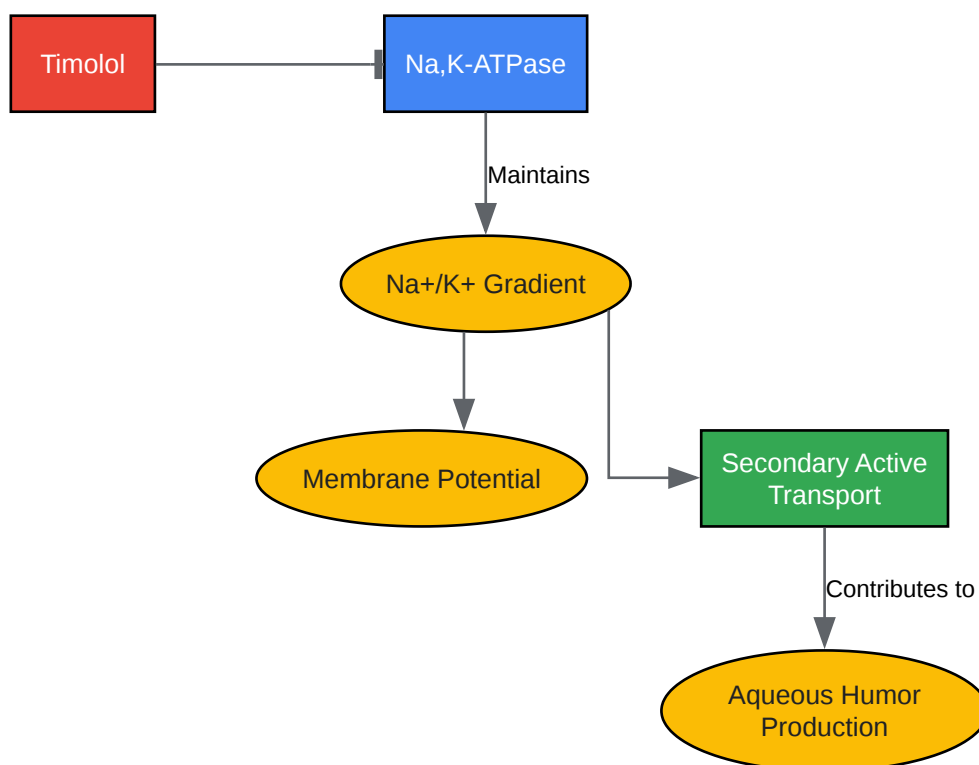 Timolol
Na,K-ATPase
Maintains
Na+/K+ Gradient
Membrane Potential
Secondary Active
Transport
Contributes to
Aqueous Humor
Production